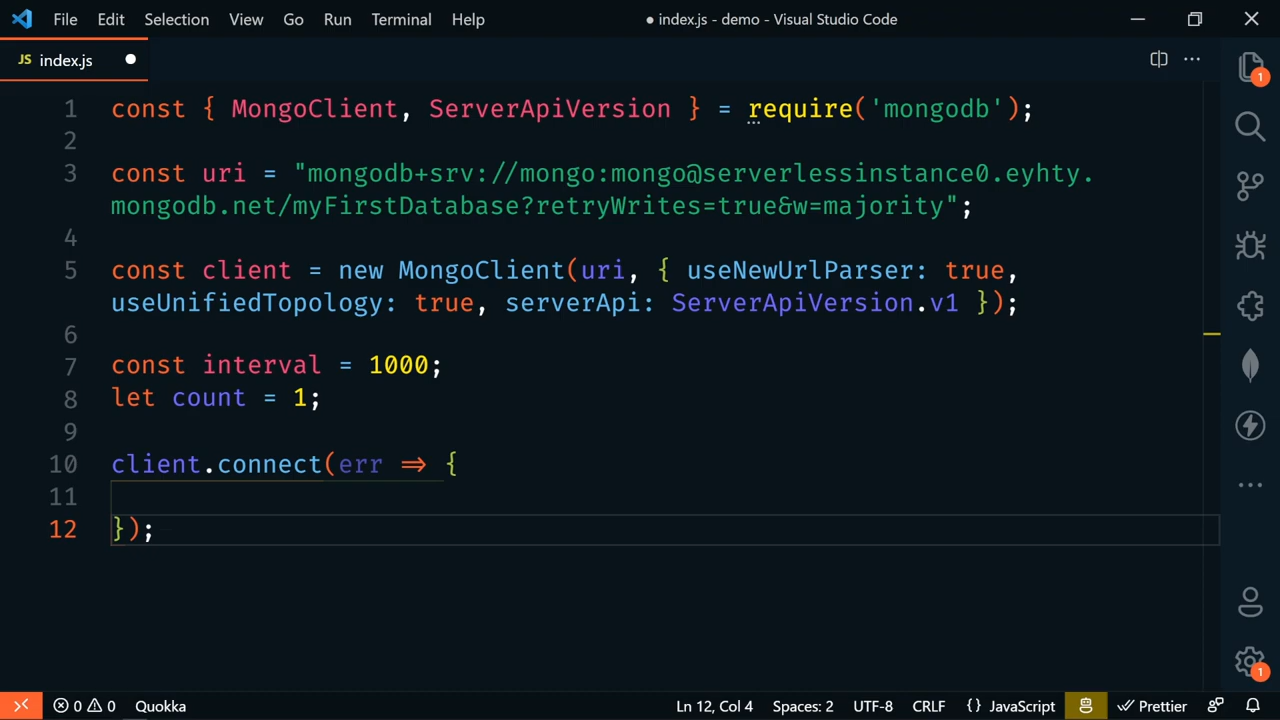 File Edit Selection View Go Run Terminal Help ● index.js - demo - Visual Studio Code
JS index.js
1 const { MongoClient, ServerApiVersion } = require('mongodb');
2
3 const uri = "mongodb+srv://mongo:mongo@serverlessinstance0.eyhty.
mongodb.net/myFirstDatabase?retryWrites=true&w=majority";
4
5 const client = new MongoClient(uri, { useNewUrlParser: true,
useUnifiedTopology: true, serverApi: ServerApiVersion.v1 });
6
7 const interval = 1000;
8 let count = 1;
9
10 client.connect(err => {
11
12 });
0 0 Quokka Ln 12, Col 4 Spaces: 2 UTF-8 CRLF {} JavaScript Prettier
1
1